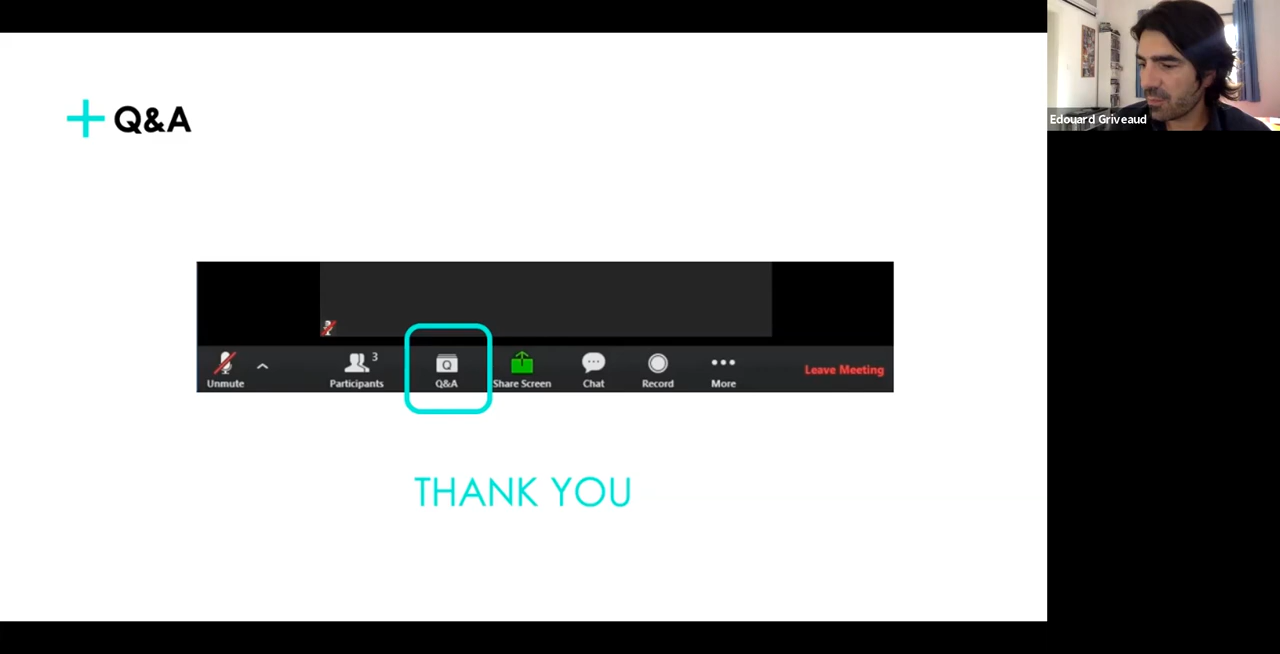 Q&A
Edouard Griveaud
3
Q
Unmute
Participants
Q&A
Share Screen
Chat
Record
More
Leave Meeting
THANK YOU